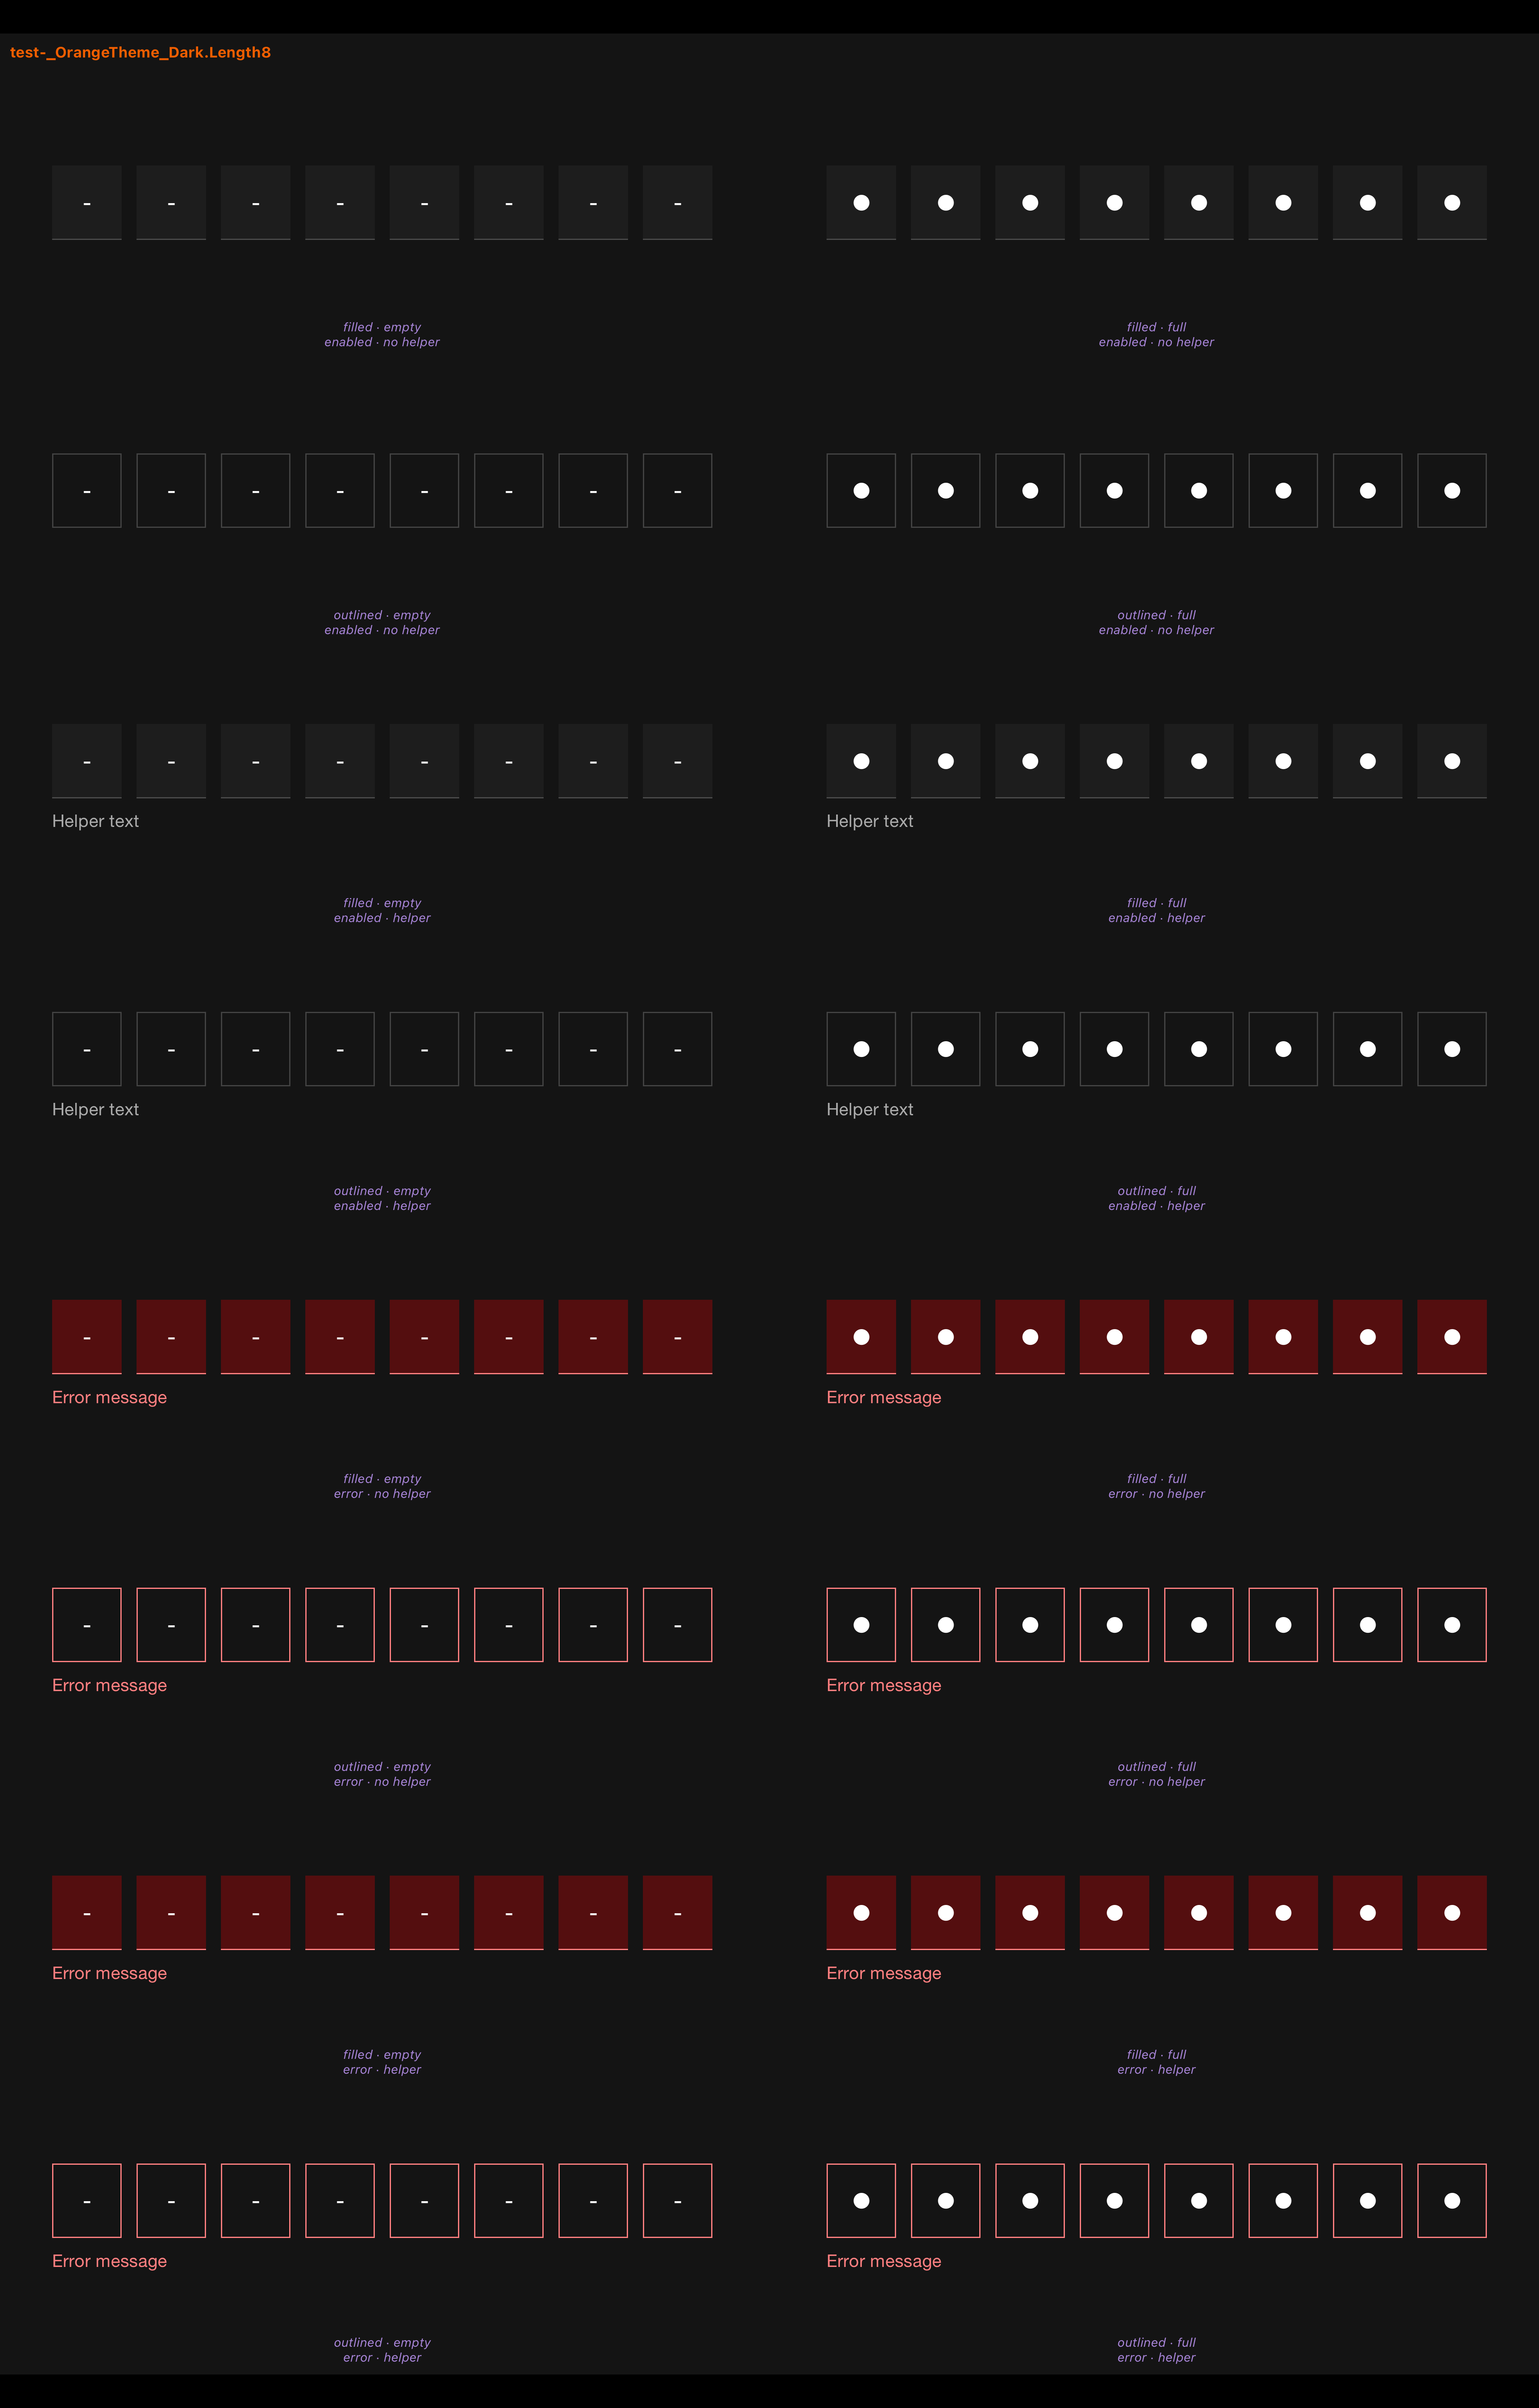 test-_OrangeTheme_Dark.Length8
- - - - - - - -
filled · empty
enabled · no helper
filled · full
enabled · no helper
- - - - - - - -
outlined · empty
enabled · no helper
outlined · full
enabled · no helper
- - - - - - - -
Helper text
Helper text
filled · empty
enabled · helper
filled · full
enabled · helper
- - - - - - - -
Helper text
Helper text
outlined · empty
enabled · helper
outlined · full
enabled · helper
- - - - - - - -
Error message
Error message
filled · empty
error · no helper
filled · full
error · no helper
- - - - - - - -
Error message
Error message
outlined · empty
error · no helper
outlined · full
error · no helper
- - - - - - - -
Error message
Error message
filled · empty
error · helper
filled · full
error · helper
- - - - - - - -
Error message
Error message
outlined · empty
error · helper
outlined · full
error · helper